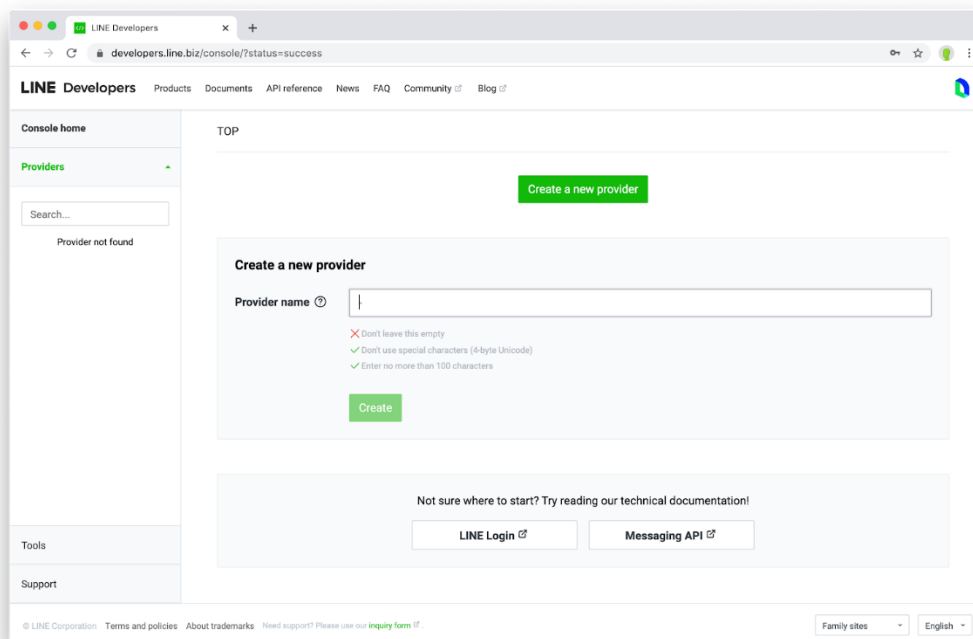 LINE Developers
developers.line.biz/console/?status=success
LINE Developers Products Documents API reference News FAQ Community Blog
Console home
TOP
Providers
Create a new provider
Search...
Provider not found
Create a new provider
Provider name
Don't leave this empty
Don't use special characters (4-byte Unicode)
Enter no more than 100 characters
Create
Not sure where to start? Try reading our technical documentation!
LINE Login Messaging API
Tools
Support
© LINE Corporation Terms and policies About trademarks Need support? Please use our inquiry form . Family sites English